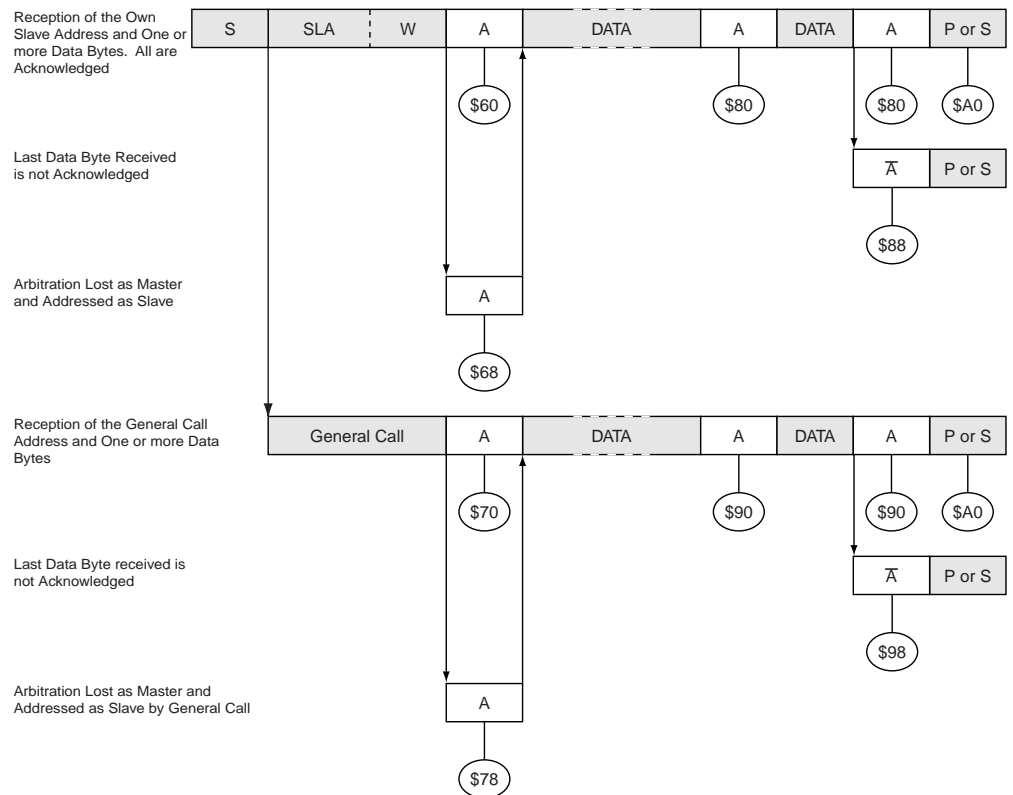 Reception of the Own
Slave Address and One or
more Data Bytes. All are
Acknowledged
S SLA W A DATA A DATA A P or S
$60 $80 $80 $A0
Last Data Byte Received
is not Acknowledged
A̅ P or S
$88
Arbitration Lost as Master
and Addressed as Slave
A
$68
Reception of the General Call
Address and One or more Data
Bytes
General Call A DATA A DATA A P or S
$70 $90 $90 $A0
Last Data Byte received is
not Acknowledged
A̅ P or S
$98
Arbitration Lost as Master and
Addressed as Slave by General Call
A
$78